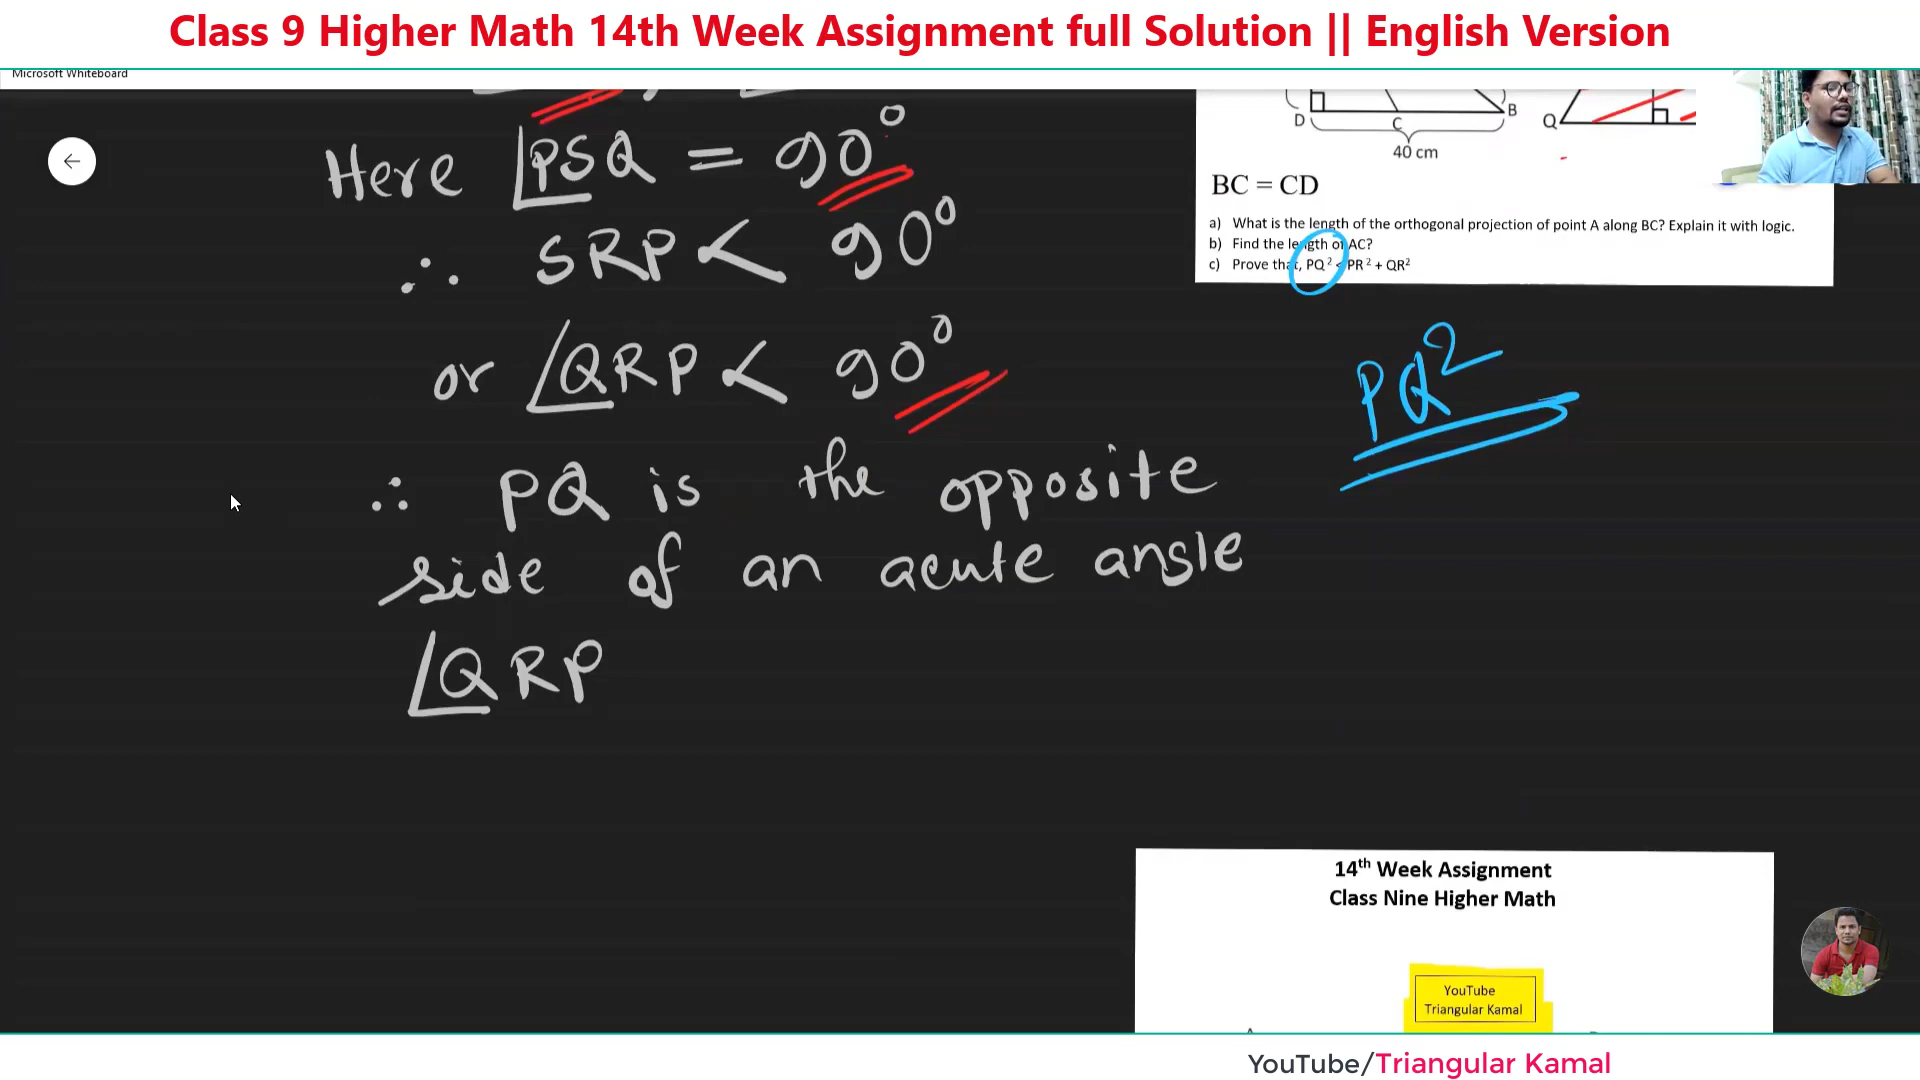 Class 9 Higher Math 14th Week Assignment full Solution || English Version
Microsoft Whiteboard
Here ∠PSQ = 90°
∴ SRP < 90°
or ∠QRP < 90°
∴ PQ is the opposite
side of an acute angle
∠QRP
D
C
B
Q
40 cm
BC = CD
a) What is the length of the orthogonal projection of point A along BC? Explain it with logic.
b) Find the length of AC?
c) Prove that, PQ² < PR² + QR²
PQ²
14th Week Assignment
Class Nine Higher Math
YouTube
Triangular Kamal
YouTube/Triangular Kamal